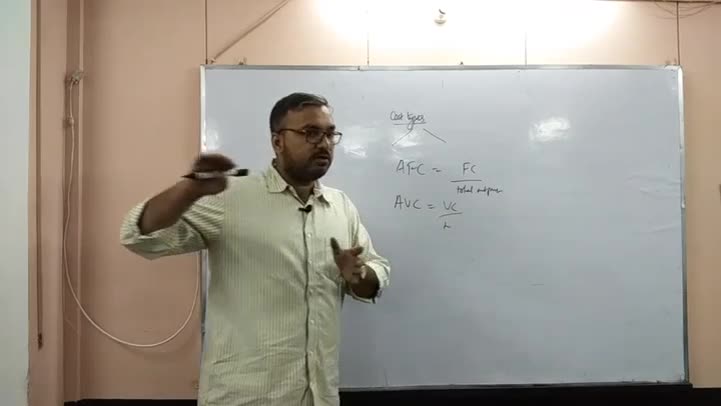 Cost types
AFC = FC
total output
AVC = VC